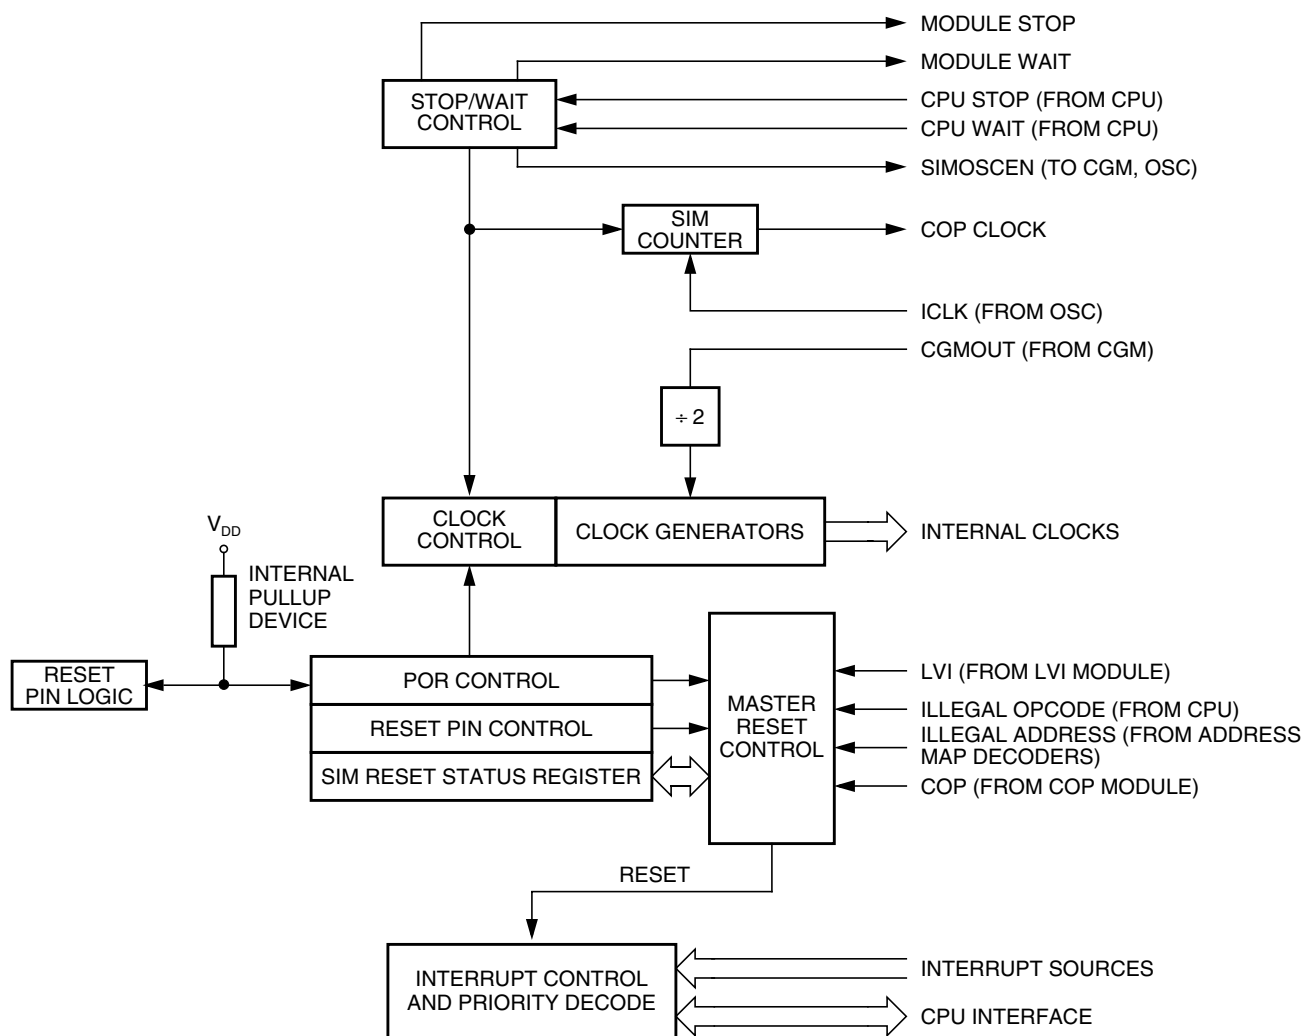 MODULE STOP
MODULE WAIT
STOP/WAIT
CONTROL
CPU STOP (FROM CPU)
CPU WAIT (FROM CPU)
SIMOSCEN (TO CGM, OSC)
SIM
COUNTER
COP CLOCK
ICLK (FROM OSC)
CGMOUT (FROM CGM)
÷ 2
CLOCK
CONTROL
CLOCK GENERATORS
INTERNAL CLOCKS
VDD
INTERNAL
PULLUP
DEVICE
RESET
PIN LOGIC
POR CONTROL
RESET PIN CONTROL
SIM RESET STATUS REGISTER
MASTER
RESET
CONTROL
LVI (FROM LVI MODULE)
ILLEGAL OPCODE (FROM CPU)
ILLEGAL ADDRESS (FROM ADDRESS
MAP DECODERS)
COP (FROM COP MODULE)
RESET
INTERRUPT CONTROL
AND PRIORITY DECODE
INTERRUPT SOURCES
CPU INTERFACE